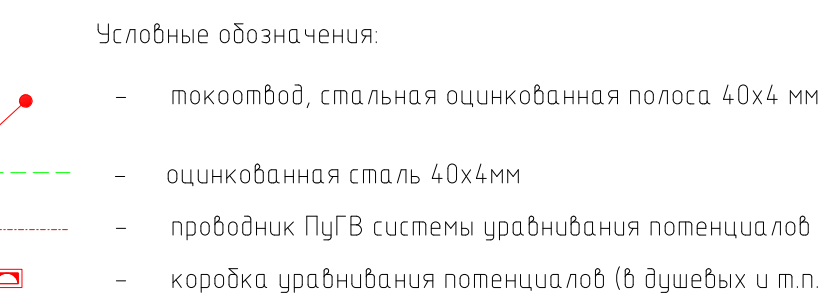 Условные обозначения:
– токоотвод, стальная оцинкованная полоса 40х4 мм
– оцинкованная сталь 40х4мм
– проводник ПуГВ системы уравнивания потенциалов
– коробка уравнивания потенциалов (в душевых и т.п.